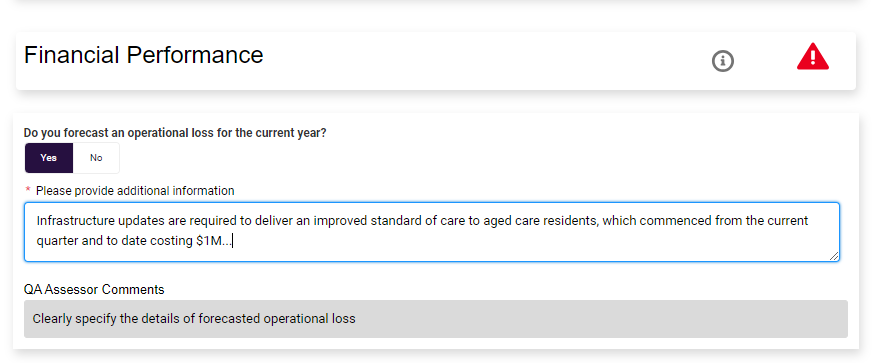 Financial Performance
Do you forecast an operational loss for the current year?
Yes No
* Please provide additional information
Infrastructure updates are required to deliver an improved standard of care to aged care residents, which commenced from the current
quarter and to date costing $1M...
QA Assessor Comments
Clearly specify the details of forecasted operational loss